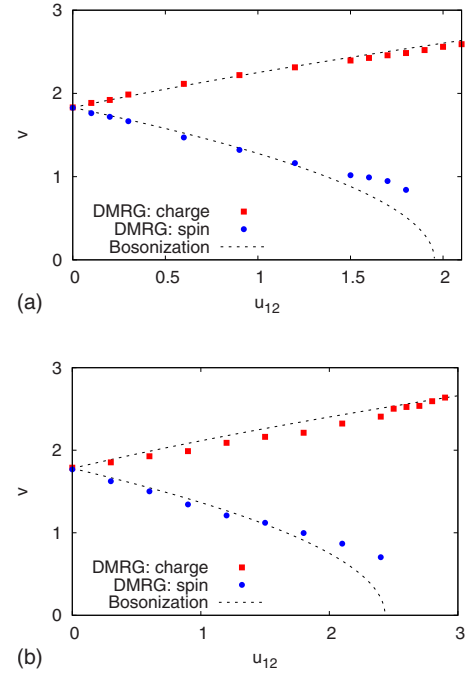 3
2
v
1
DMRG: charge
DMRG: spin
Bosonization
0
0 0.5 1 1.5 2
(a)
u12
3
2
v
1
DMRG: charge
DMRG: spin
Bosonization
0
0 1 2 3
(b)
u12